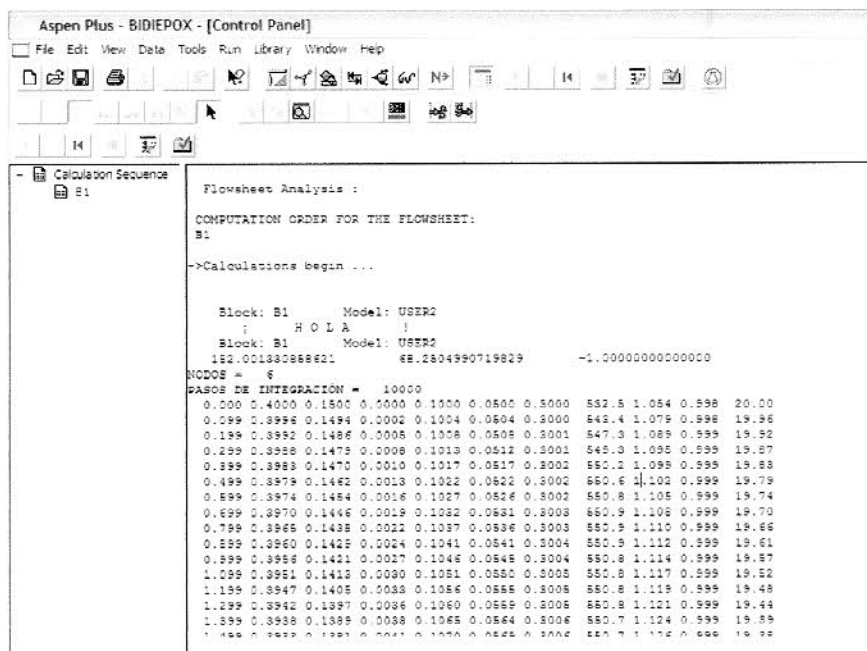 Aspen Plus - BIDIEPOX - [Control Panel]
File Edit View Data Tools Run Library Window Help
N>
Calculation Sequence
B1
Flowsheet Analysis :
COMPUTATION ORDER FOR THE FLOWSHEET:
B1
->Calculations begin ...
Block: B1 Model: USER2
¡ H O L A !
Block: B1 Model: USER2
182.001330858621 68.2804990719829 -1.00000000000000
NODOS = 6
PASOS DE INTEGRACIÓN = 10000
0.000 0.4000 0.1500 0.0000 0.1000 0.0500 0.3000 532.5 1.054 0.998 20.00
0.099 0.3996 0.1494 0.0002 0.1004 0.0504 0.3000 543.4 1.079 0.998 19.96
0.199 0.3992 0.1486 0.0005 0.1008 0.0508 0.3001 547.3 1.089 0.999 19.92
0.299 0.3988 0.1478 0.0008 0.1013 0.0512 0.3001 549.3 1.095 0.999 19.87
0.399 0.3983 0.1470 0.0010 0.1017 0.0517 0.3002 550.2 1.099 0.999 19.83
0.499 0.3979 0.1462 0.0013 0.1022 0.0522 0.3002 550.6 1.102 0.999 19.79
0.599 0.3974 0.1454 0.0016 0.1027 0.0526 0.3002 550.8 1.105 0.999 19.74
0.699 0.3970 0.1446 0.0019 0.1032 0.0531 0.3003 550.9 1.108 0.999 19.70
0.799 0.3965 0.1438 0.0022 0.1037 0.0536 0.3003 550.9 1.110 0.999 19.66
0.899 0.3960 0.1429 0.0024 0.1041 0.0541 0.3004 550.9 1.112 0.999 19.61
0.999 0.3956 0.1421 0.0027 0.1046 0.0545 0.3004 550.8 1.114 0.999 19.57
1.099 0.3951 0.1413 0.0030 0.1051 0.0550 0.3005 550.8 1.117 0.999 19.52
1.199 0.3947 0.1405 0.0033 0.1056 0.0555 0.3005 550.8 1.119 0.999 19.48
1.299 0.3942 0.1397 0.0036 0.1060 0.0559 0.3005 550.8 1.121 0.999 19.44
1.399 0.3938 0.1389 0.0038 0.1065 0.0564 0.3006 550.7 1.124 0.999 19.39